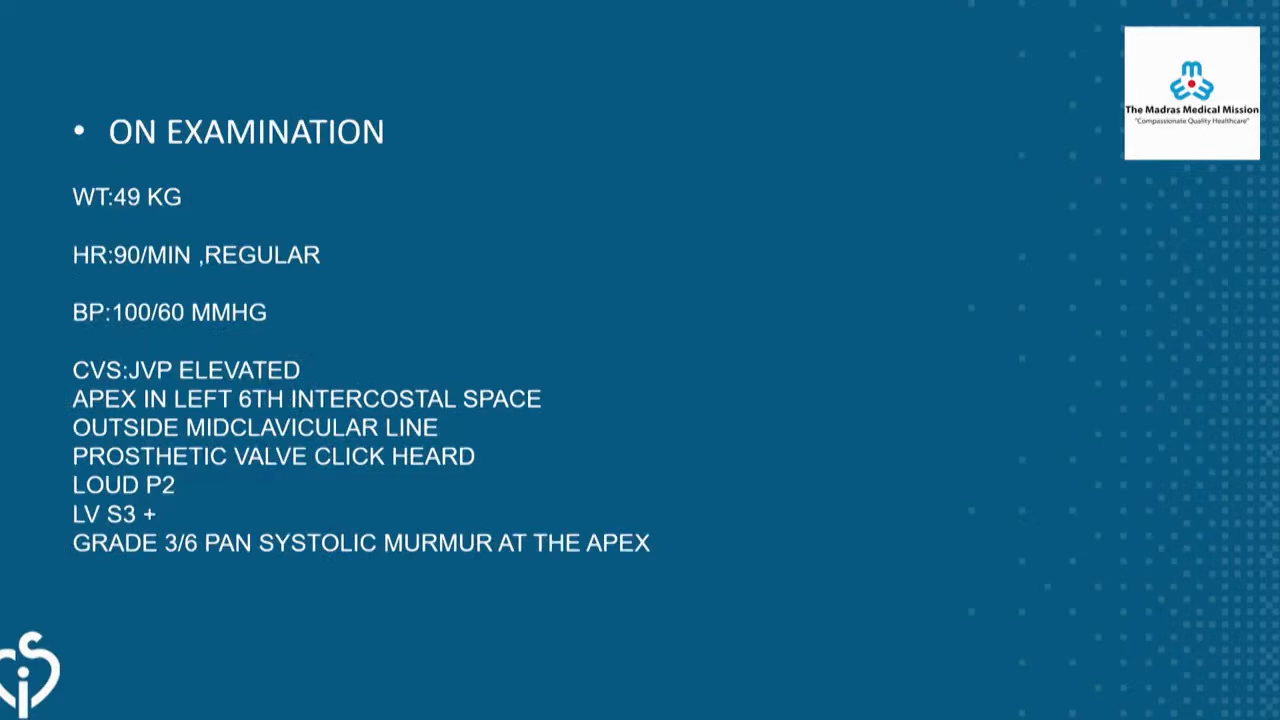 The Madras Medical Mission
"Compassionate Quality Healthcare"
• ON EXAMINATION
WT:49 KG
HR:90/MIN ,REGULAR
BP:100/60 MMHG
CVS:JVP ELEVATED
APEX IN LEFT 6TH INTERCOSTAL SPACE
OUTSIDE MIDCLAVICULAR LINE
PROSTHETIC VALVE CLICK HEARD
LOUD P2
LV S3 +
GRADE 3/6 PAN SYSTOLIC MURMUR AT THE APEX